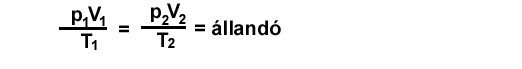 p₁V₁ / T₁ = p₂V₂ / T₂ = állandó